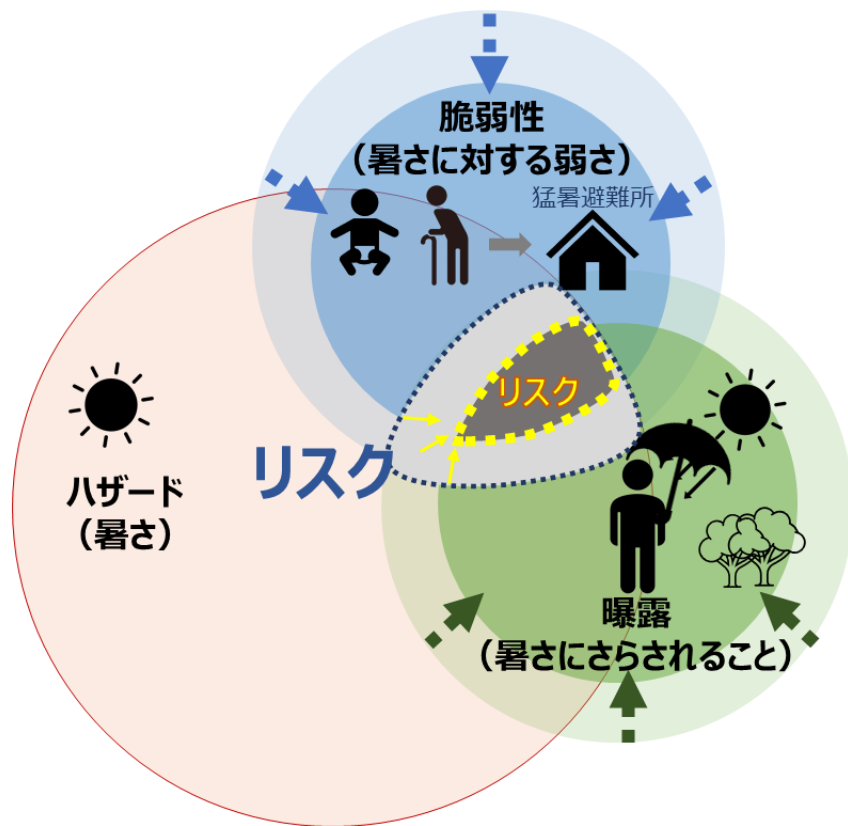 脆弱性
（暑さに対する弱さ）
猛暑避難所
リスク
リスク
ハザード
（暑さ）
曝露
（暑さにさらされること）